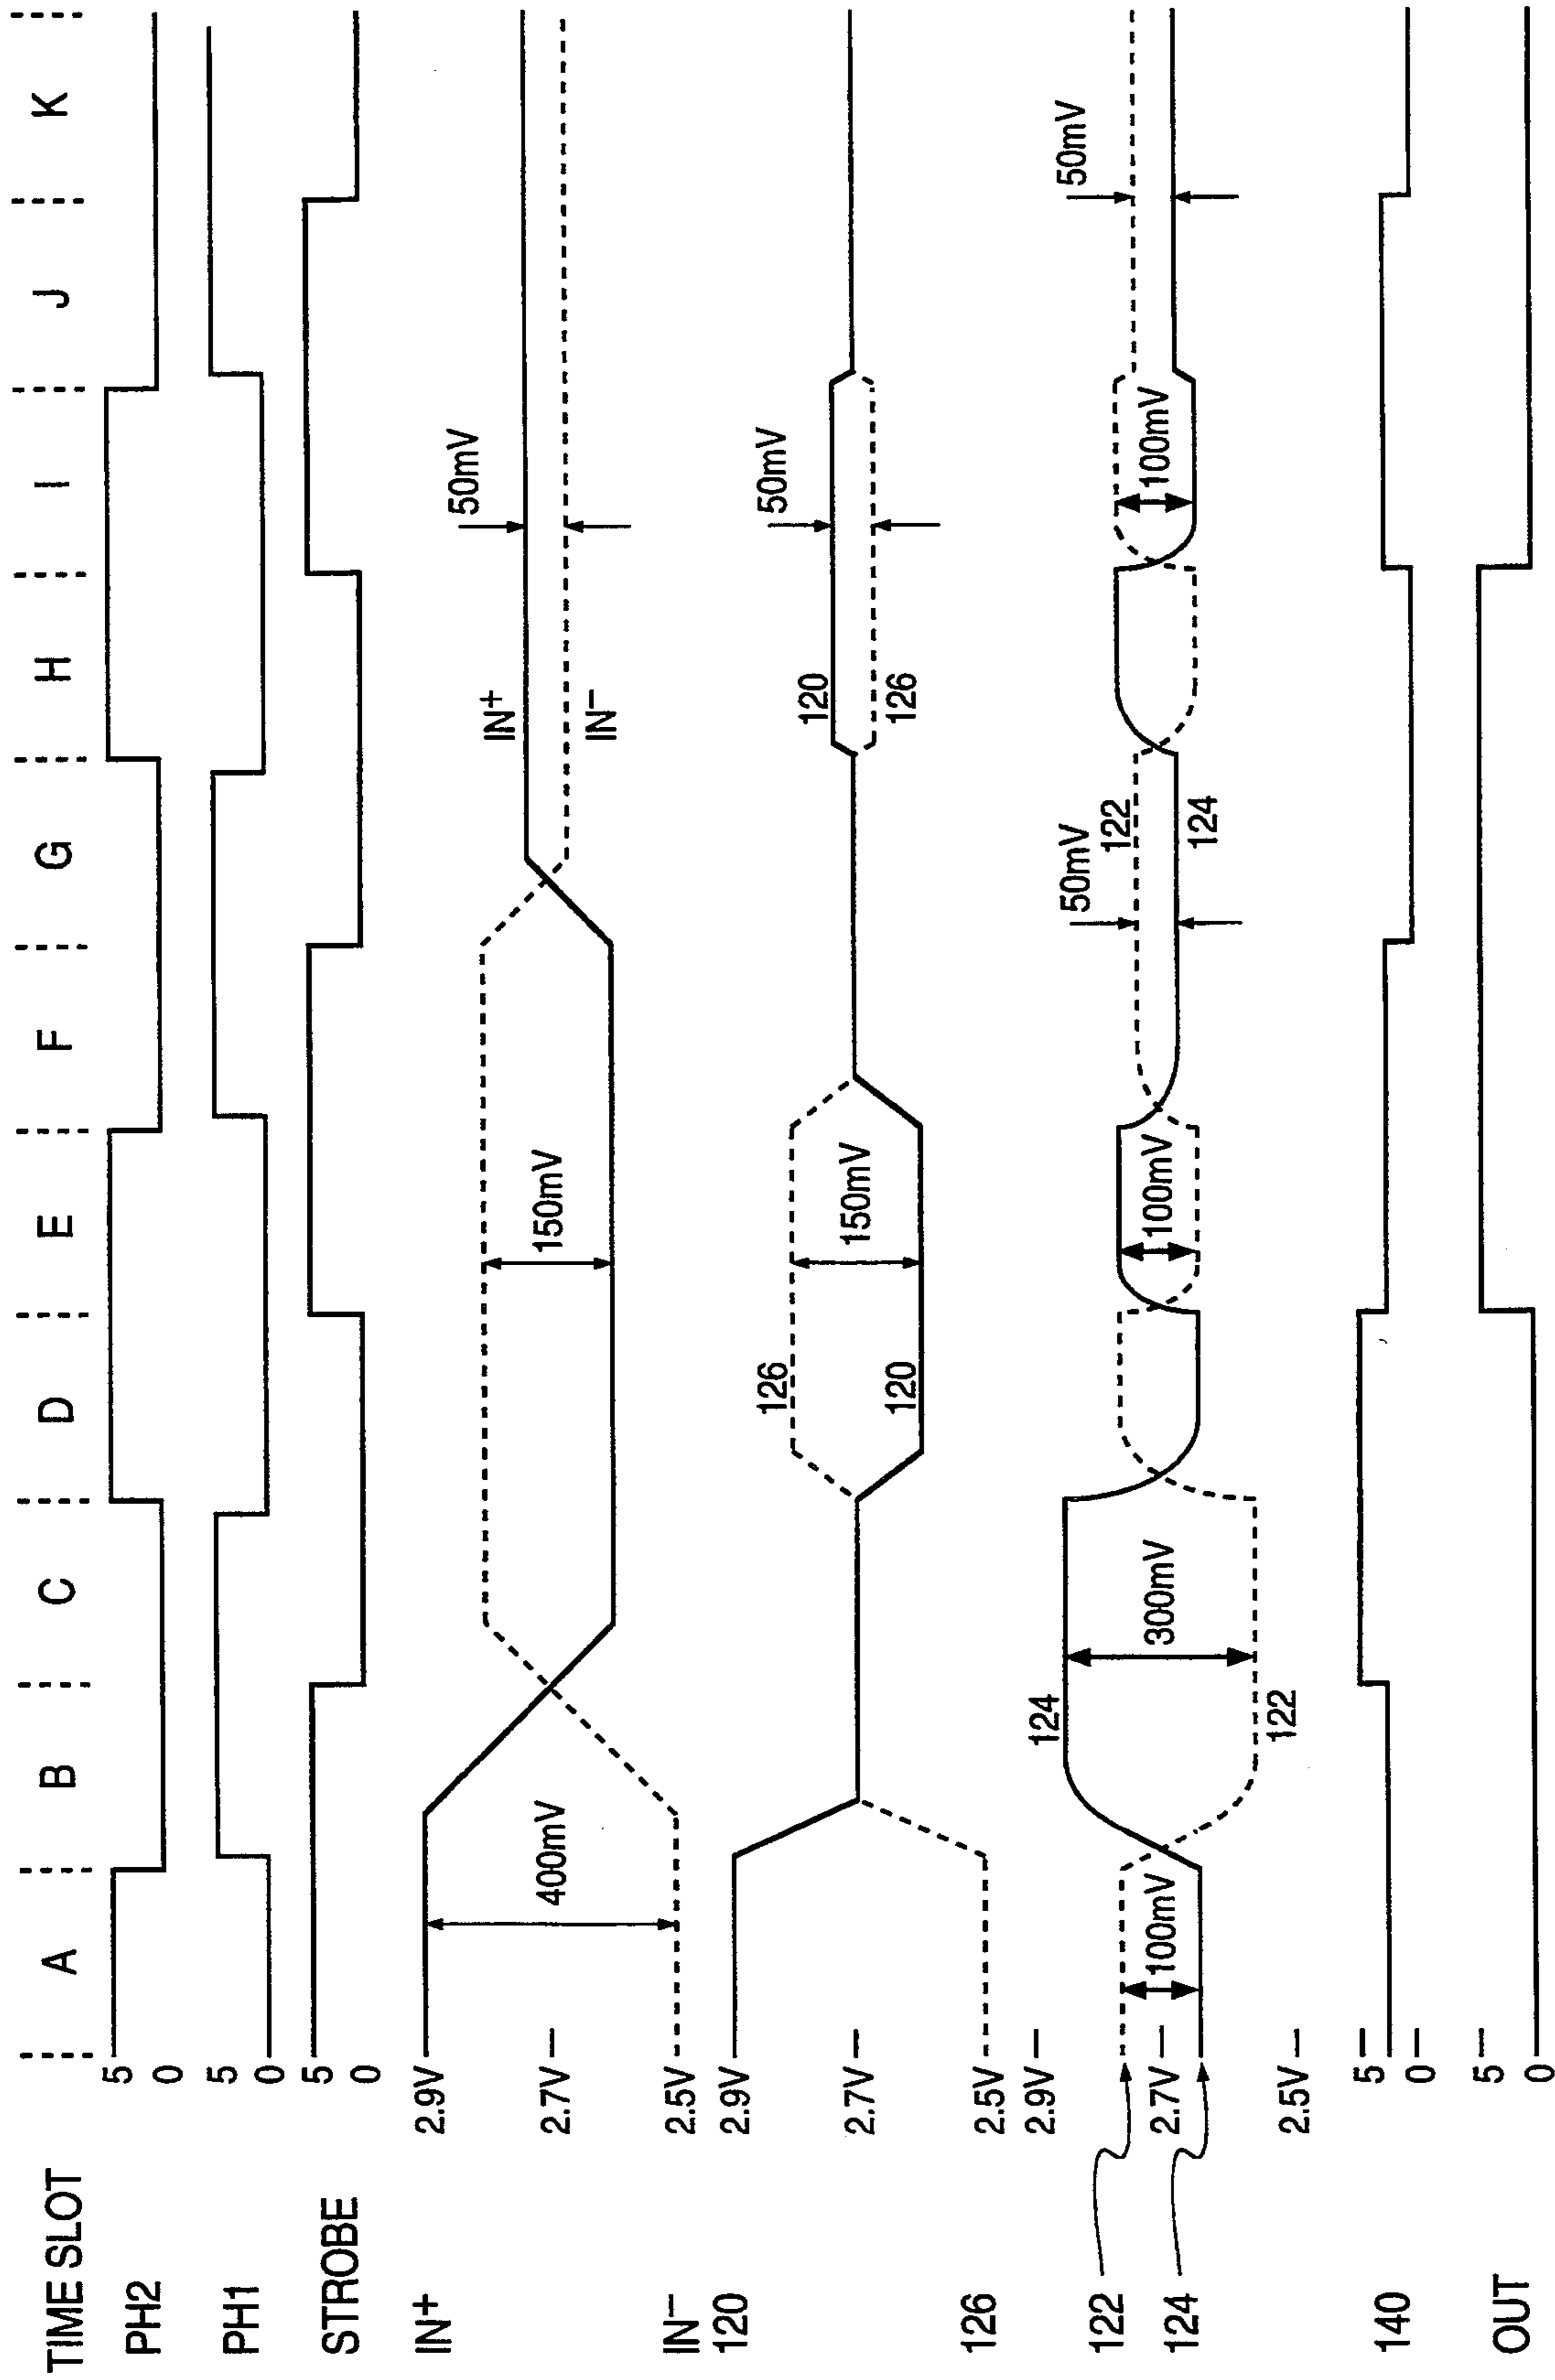 TIME SLOT A B C D E F G H I J K
PH2 5 0
PH1 5 0
STROBE 5 0
IN+ 2.9V
2.7V
IN- 2.5V
400mV 150mV IN+ IN- 50mV
120 2.9V
2.7V
126 2.5V
126 120 150mV 120 126 50mV
2.9V
122
2.7V
124
2.5V
100mV 124 122 300mV 100mV 50mV 122 124 100mV 50mV
140 5 0
OUT 5 0